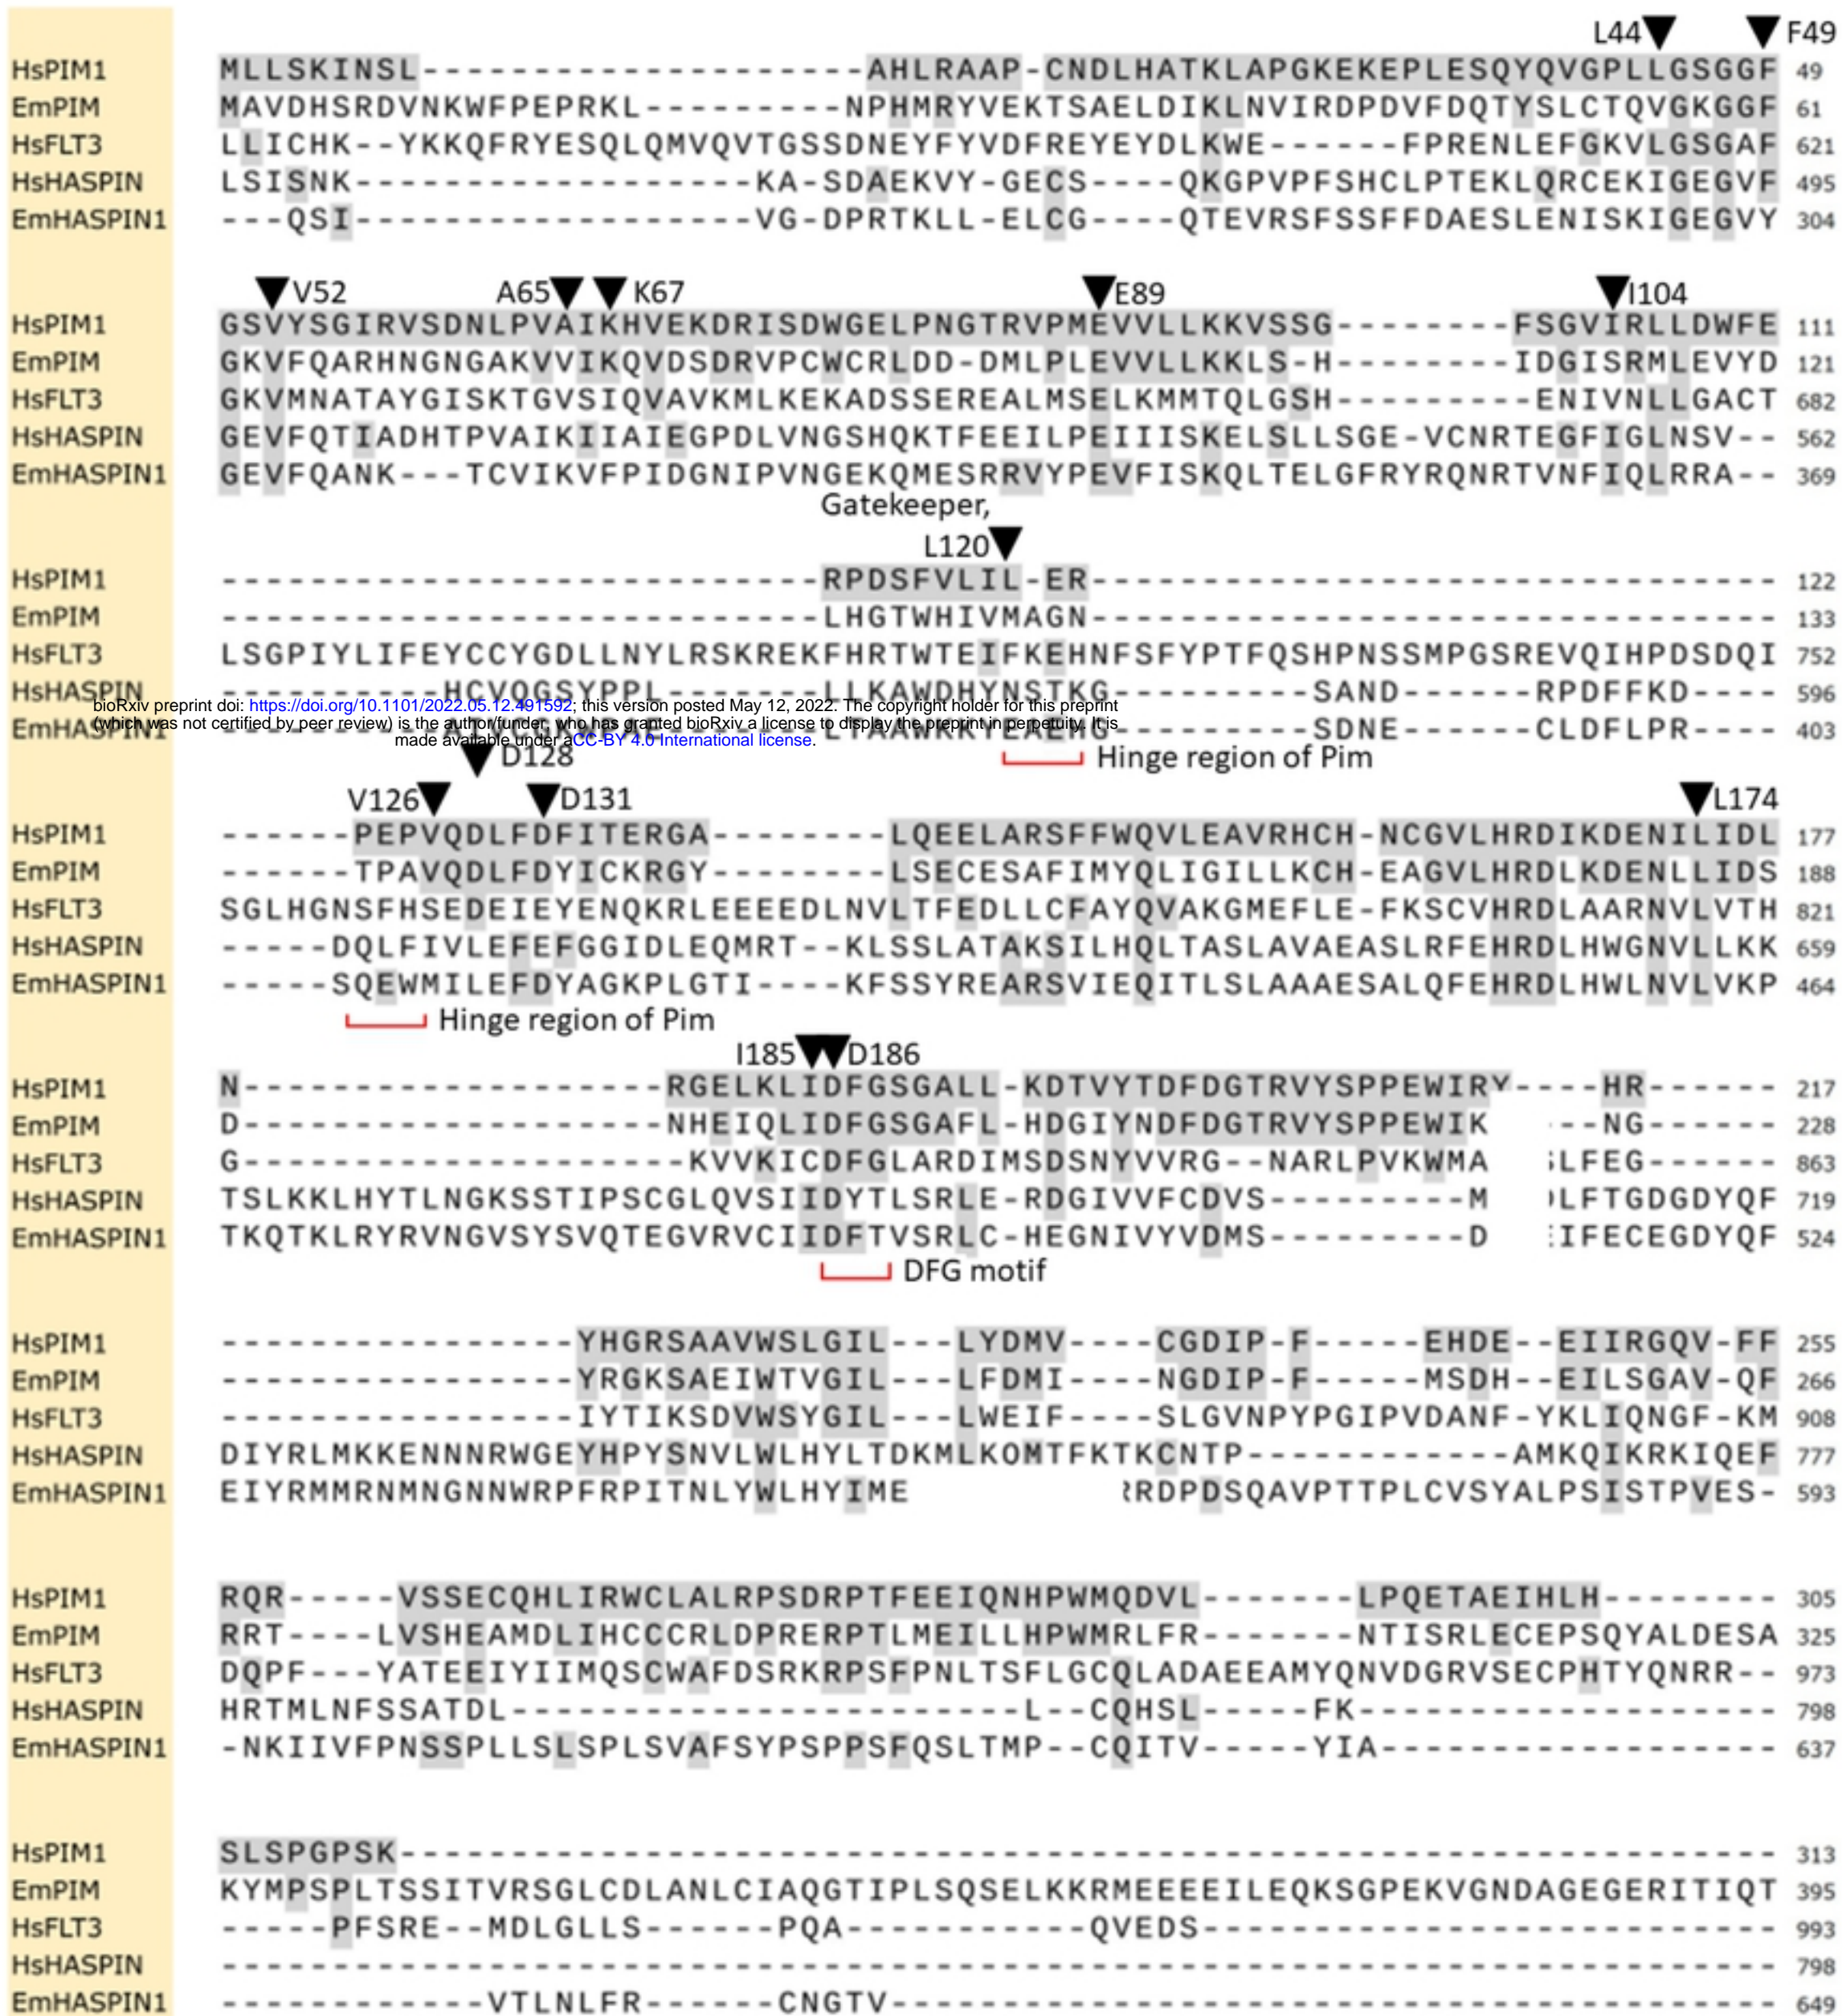 L44 F49
HsPIM1 MLLSKINSL--------------------AHLRAAP-CNDLHATKLAPGKEKEPLESQYQVGPLLGSGGF 49
EmPIM MAVDHSRDVNKWFPEPRKL---------NPHMRYVEKTSAELDIKLNVIRDPDVFDQTYSLCTQVGKGGF 61
HsFLT3 LLICHK--YKKQFRYESQLQMVQVTGSSDNEYFYVDFREYEYDLKWE------FPRENLEFGKVLGSGAF 621
HsHASPIN LSISNK------------------KA-SDAEKVY-GECS----QKGPVPFSHCLPTEKLQRCEKIGEGVF 495
EmHASPIN1 ---QSI------------------VG-DPRTKLL-ELCG----QTEVRSFSSFFDAESLENISKIGEGVY 304
V52 A65 K67 E89 I104
HsPIM1 GSVYSGIRVSDNLPVAIKHVEKDRISDWGELPNGTRVPMEVVLLKKVSSG--------FSGVIRLLDWFE 111
EmPIM GKVFQARHNGNGAKVVIKQVDSDRVPCWCRLDD-DMLPLEVVLLKKLS-H--------IDGISRMLEVYD 121
HsFLT3 GKVMNATAYGISKTGVSIQVAVKMLKEKADSSEREALMSELKMMTQLGSH---------ENIVNLLGACT 682
HsHASPIN GEVFQTIADHTPVAIKIIAIEGPDLVNGSHQKTFEEILPEIIISKELSLLSGE-VCNRTEGFIGLNSV-- 562
EmHASPIN1 GEVFQANK---TCVIKVFPIDGNIPVNGEKQMESRRVYPEVFISKQLTELGFRYRQNRTVNFIQLRRA-- 369
Gatekeeper,
L120
HsPIM1 ---------------------------RPDSFVLIL-ER------------------------------- 122
EmPIM ---------------------------LHGTWHIVMAGN------------------------------- 133
HsFLT3 LSGPIYLIFEYCCYGDLLNYLRSKREKFHRTWTEIFKEHNFSFYPTFQSHPNSSMPGSREVQIHPDSDQI 752
HsHASPIN ----------HCVQGSYPPL-------LLKAWDHYNSTKG---------SAND------RPDFFKD---- 596
bioRxiv preprint doi: https://doi.org/10.1101/2022.05.12.491592; this version posted May 12, 2022. The copyright holder for this preprint
(which was not certified by peer review) is the author/funder, who has granted bioRxiv a license to display the preprint in perpetuity. It is
EmHASPIN1 SDNE------CLDFLPR---- 403
made available under aCC-BY 4.0 International license.
Hinge region of Pim
D128
V126 D131 L174
HsPIM1 ------PEPVQDLFDFITERGA--------LQEELARSFFWQVLEAVRHCH-NCGVLHRDIKDENILIDL 177
EmPIM ------TPAVQDLFDYICKRGY--------LSECESAFIMYQLIGILLKCH-EAGVLHRDLKDENLLIDS 188
HsFLT3 SGLHGNSFHSEDEIEYENQKRLEEEEDLNVLTFEDLLCFAYQVAKGMEFLE-FKSCVHRDLAARNVLVTH 821
HsHASPIN -----DQLFIVLEFEFGGIDLEQMRT--KLSSLATAKSILHQLTASLAVAEASLRFEHRDLHWGNVLLKK 659
EmHASPIN1 -----SQEWMILEFDYAGKPLGTI----KFSSYREARSVIEQITLSLAAAESALQFEHRDLHWLNVLVKP 464
Hinge region of Pim
I185 D186
HsPIM1 N-------------------RGELKLIDFGSGALL-KDTVYTDFDGTRVYSPPEWIRY----HR------ 217
EmPIM D-------------------NHEIQLIDFGSGAFL-HDGIYNDFDGTRVYSPPEWIK --NG------ 228
HsFLT3 G--------------------KVVKICDFGLARDIMSDSNYVVRG--NARLPVKWMA LFEG------ 863
HsHASPIN TSLKKLHYTLNGKSSTIPSCGLQVSIIDYTLSRLE-RDGIVVFCDVS---------M LFTGDGDYQF 719
EmHASPIN1 TKQTKLRYRVNGVSYSVQTEGVRVCIIDFTVSRLC-HEGNIVYVDMS---------D IFECEGDYQF 524
DFG motif
HsPIM1 ----------------YHGRSAAVWSLGIL---LYDMV----CGDIP-F-----EHDE--EIIRGQV-FF 255
EmPIM ----------------YRGKSAEIWTVGIL---LFDMI----NGDIP-F-----MSDH--EILSGAV-QF 266
HsFLT3 ----------------IYTIKSDVWSYGIL---LWEIF----SLGVNPYPGIPVDANF-YKLIQNGF-KM 908
HsHASPIN DIYRLMKKENNNRWGEYHPYSNVLWLHYLTDKMLKQMTFKTKCNTP------------AMKQIKRKIQEF 777
EmHASPIN1 EIYRMMRNMNGNNWRPFRPITNLYWLHYIME RDPDSQAVPTTPLCVSYALPSISTPVES- 593
HsPIM1 RQR-----VSSECQHLIRWCLALRPSDRPTFEEIQNHPWMQDVL-------LPQETAEIHLH-------- 305
EmPIM RRT----LVSHEAMDLIHCCCRLDPRERPTLMEILLHPWMRLFR-------NTISRLECEPSQYALDESA 325
HsFLT3 DQPF---YATEEIYIIMQSCWAFDSRKRPSFPNLTSFLGCQLADAEEAMYQNVDGRVSECPHTYQNRR-- 973
HsHASPIN HRTMLNFSSATDL-----------------------L--CQHSL-----FK------------------- 798
EmHASPIN1 -NKIIVFPNSSPLLSLSPLSVAFSYPSPPSFQSLTMP--CQITV-----YIA------------------ 637
HsPIM1 SLSPGPSK-------------------------------------------------------------- 313
EmPIM KYMPSPLTSSITVRSGLCDLANLCIAQGTIPLSQSELKKRMEEEEILEQKSGPEKVGNDAGEGERITIQT 395
HsFLT3 -----PFSRE--MDLGLLS------PQA-----------QVEDS-------------------------- 993
HsHASPIN ---------------------------------------------------------------------- 798
EmHASPIN1 ------------VTLNLFR------CNGTV---------------------------------------- 649